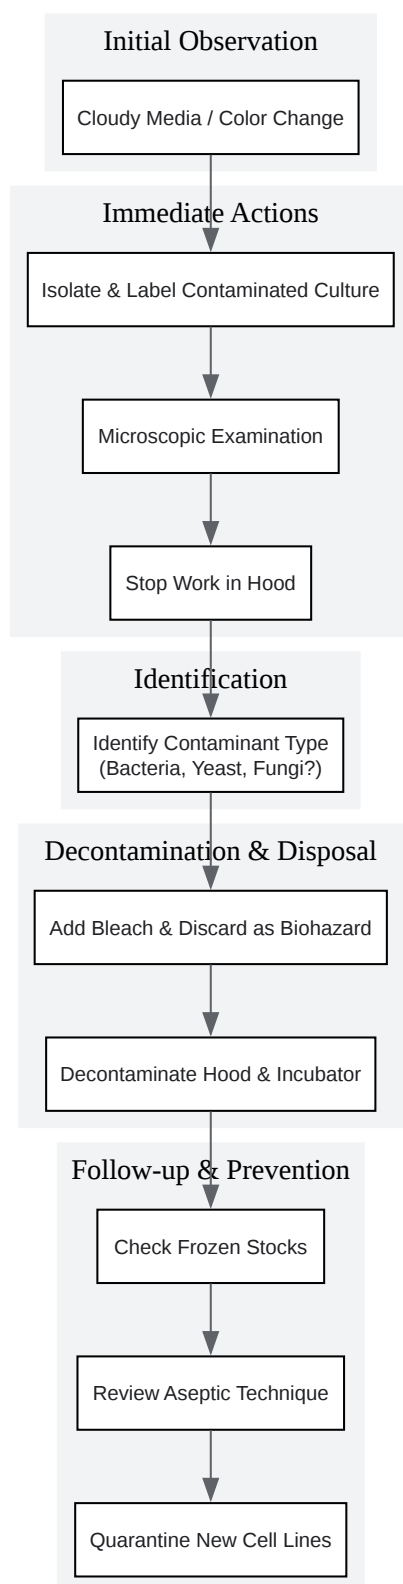 Initial Observation
Cloudy Media / Color Change
Immediate Actions
Isolate & Label Contaminated Culture
Microscopic Examination
Stop Work in Hood
Identification
Identify Contaminant Type
(Bacteria, Yeast, Fungi?)
Decontamination & Disposal
Add Bleach & Discard as Biohazard
Decontaminate Hood & Incubator
Follow-up & Prevention
Check Frozen Stocks
Review Aseptic Technique
Quarantine New Cell Lines